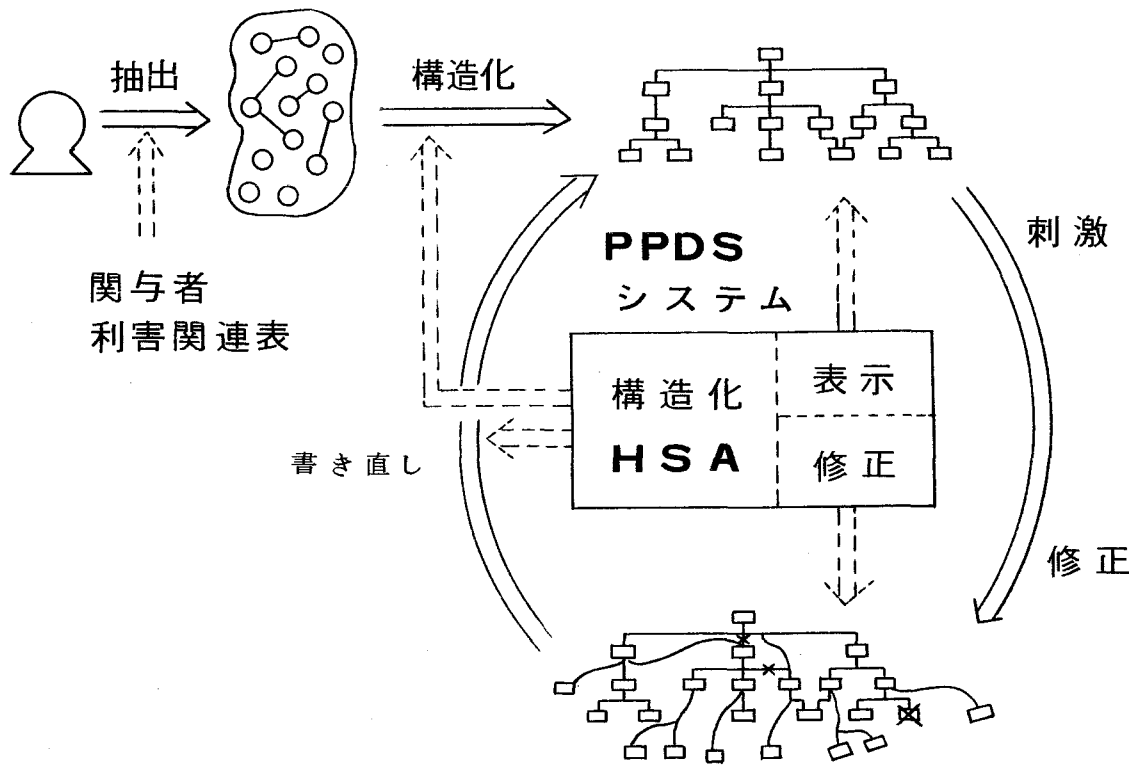 抽出
構造化
関与者
利害関連表
PPDS
システム
刺激
構造化
HSA
表示
修正
書き直し
修正